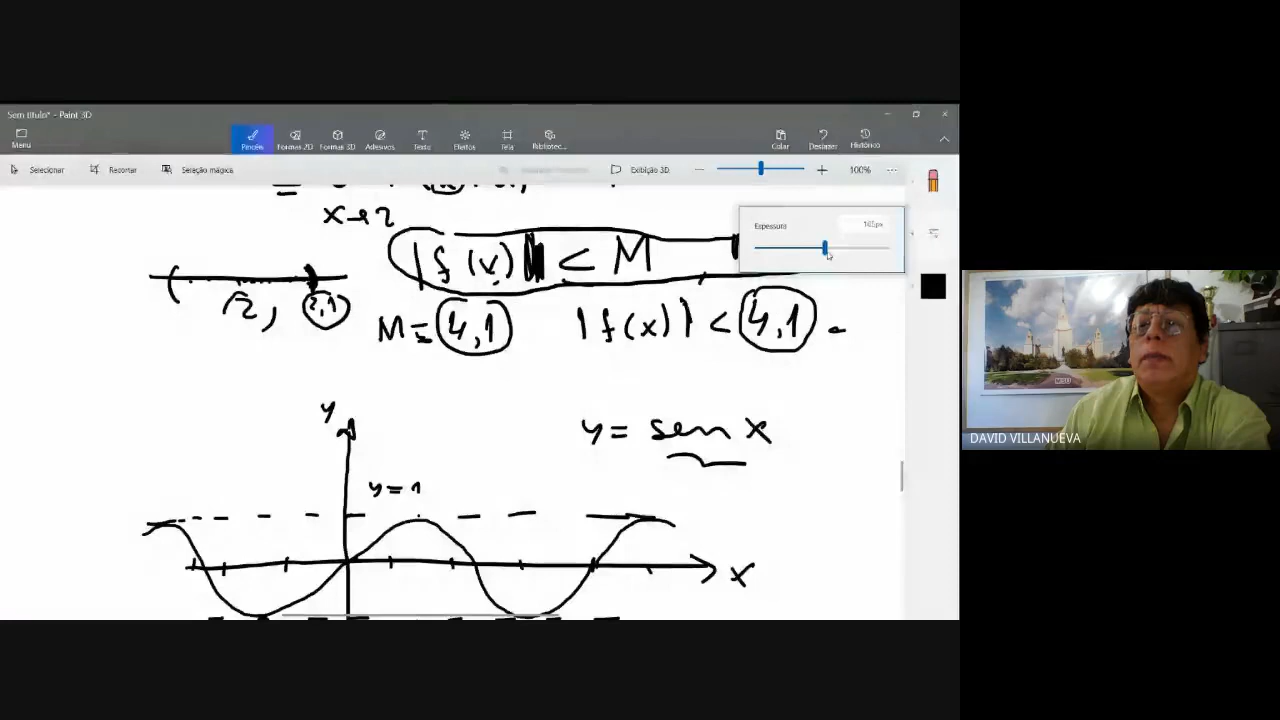 Sem título* - Paint 3D
Menu
Pincéis Formas 2D Formas 3D Adesivos Texto Efeitos Tela Bibliotec... Colar Desfazer Histórico
Selecionar Recortar Seleção mágica Exibição 3D 100%
x→2
Espessura 165px
|f(x)| < M
2, 2,1
M = 4,1 |f(x)| < 4,1
y y = sen x
y = 1
x
MSU
DAVID VILLANUEVA